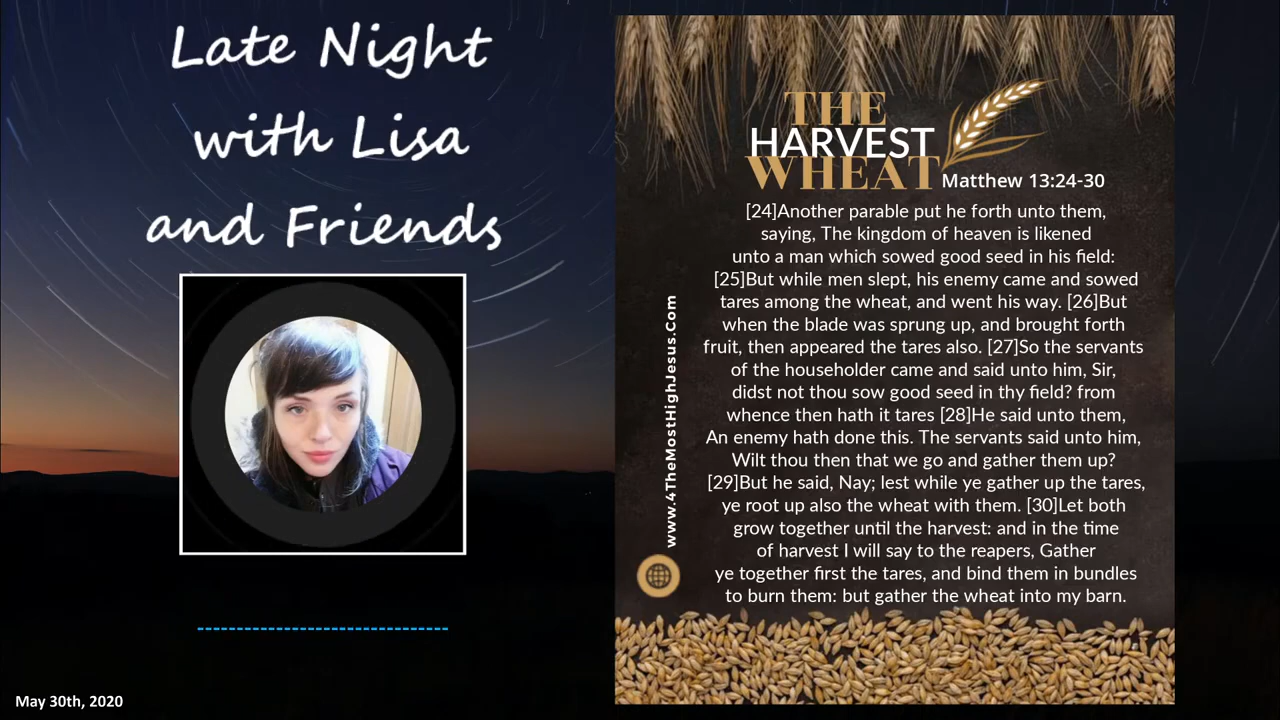 Late Night
with Lisa
and Friends
May 30th, 2020
THE
HARVEST
WHEAT
Matthew 13:24-30
[24]Another parable put he forth unto them,
saying, The kingdom of heaven is likened
unto a man which sowed good seed in his field:
[25]But while men slept, his enemy came and sowed
tares among the wheat, and went his way. [26]But
when the blade was sprung up, and brought forth
fruit, then appeared the tares also. [27]So the servants
of the householder came and said unto him, Sir,
didst not thou sow good seed in thy field? from
whence then hath it tares [28]He said unto them,
An enemy hath done this. The servants said unto him,
Wilt thou then that we go and gather them up?
[29]But he said, Nay; lest while ye gather up the tares,
ye root up also the wheat with them. [30]Let both
grow together until the harvest: and in the time
of harvest I will say to the reapers, Gather
ye together first the tares, and bind them in bundles
to burn them: but gather the wheat into my barn.
www.4TheMostHighJesus.Com